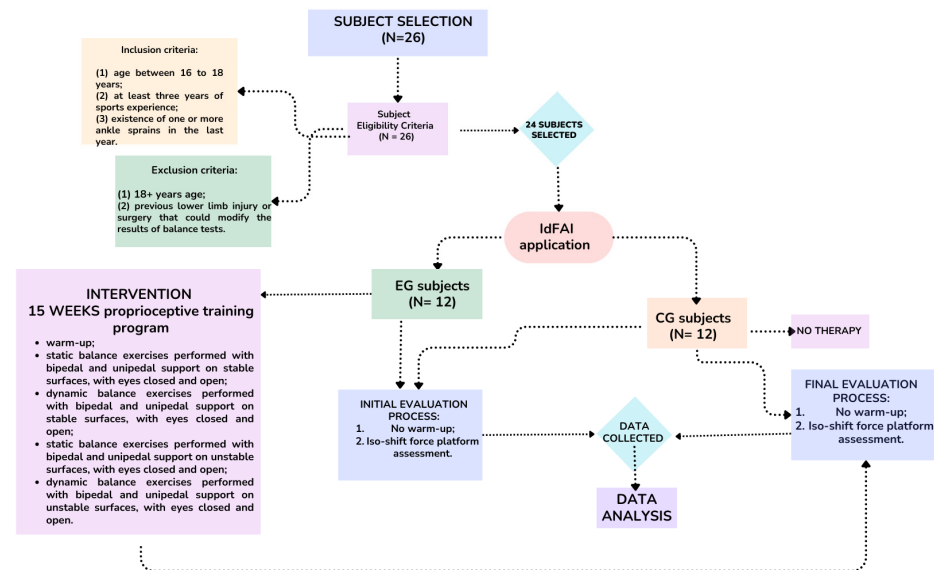 SUBJECT SELECTION
(N=26)
Inclusion criteria:
(1) age between 16 to 18
years;
(2) at least three years of
sports experience;
(3) existence of one or more
ankle sprains in the last
year.
Subject
Eligibility Criteria
(N = 26)
24 SUBJECTS
SELECTED
Exclusion criteria:
(1) 18+ years age;
(2) previous lower limb injury or
surgery that could modify the
results of balance tests.
IdFAI
application
EG subjects
(N= 12)
CG subjects
(N= 12)
NO THERAPY
INTERVENTION
15 WEEKS proprioceptive training
program
• warm-up;
• static balance exercises performed with
bipedal and unipedal support on stable
surfaces, with eyes closed and open;
• dynamic balance exercises performed
with bipedal and unipedal support on
stable surfaces, with eyes closed and
open;
• static balance exercises performed with
bipedal and unipedal support on unstable
surfaces, with eyes closed and open;
• dynamic balance exercises performed
with bipedal and unipedal support on
unstable surfaces, with eyes closed and
open.
INITIAL EVALUATION
PROCESS:
1. No warm-up;
2. Iso-shift force platform
assessment.
DATA
COLLECTED
FINAL EVALUATION
PROCESS:
1. No warm-up;
2. Iso-shift force platform
assessment.
DATA
ANALYSIS